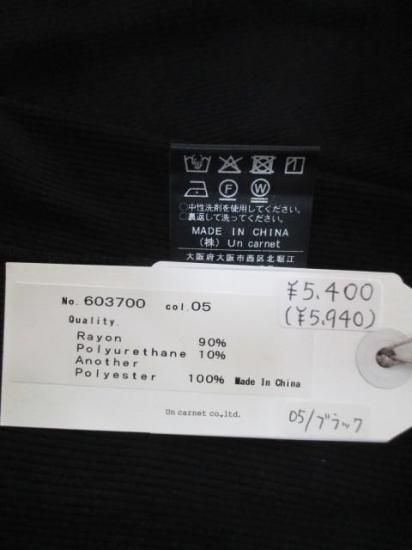 ○中性洗剤を使用してください。
○裏返して洗ってください。
MADE IN CHINA
(株) Un carnet
大阪府大阪市西区北堀江
No. 603700 col. 05
Quality.
Rayon 90%
Polyurethane 10%
Another
Polyester 100% Made In China
Un carnet co., ltd.
¥5.400
(¥5.940)
05/ブラック